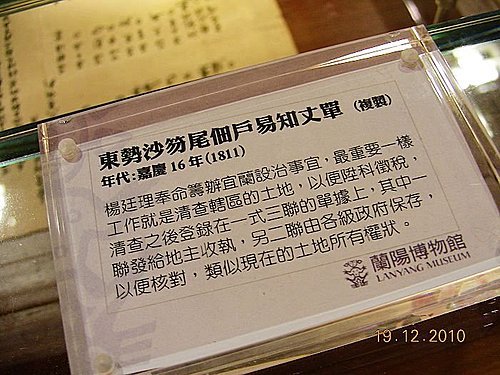 東勢沙笏尾佃戶易知丈單 (複製)
年代:嘉慶16年(1811)
楊廷理奉命籌辦宜蘭設治事宜，最重要一樣
工作就是清查轄區的土地，以便陞科徵稅，
清查之後登錄在一式三聯的單據上，其中一
聯發給地主收執，另二聯由各級政府保存，
以便核對，類似現在的土地所有權狀。
蘭陽博物館
LANYANG MUSEUM
19.12.2010